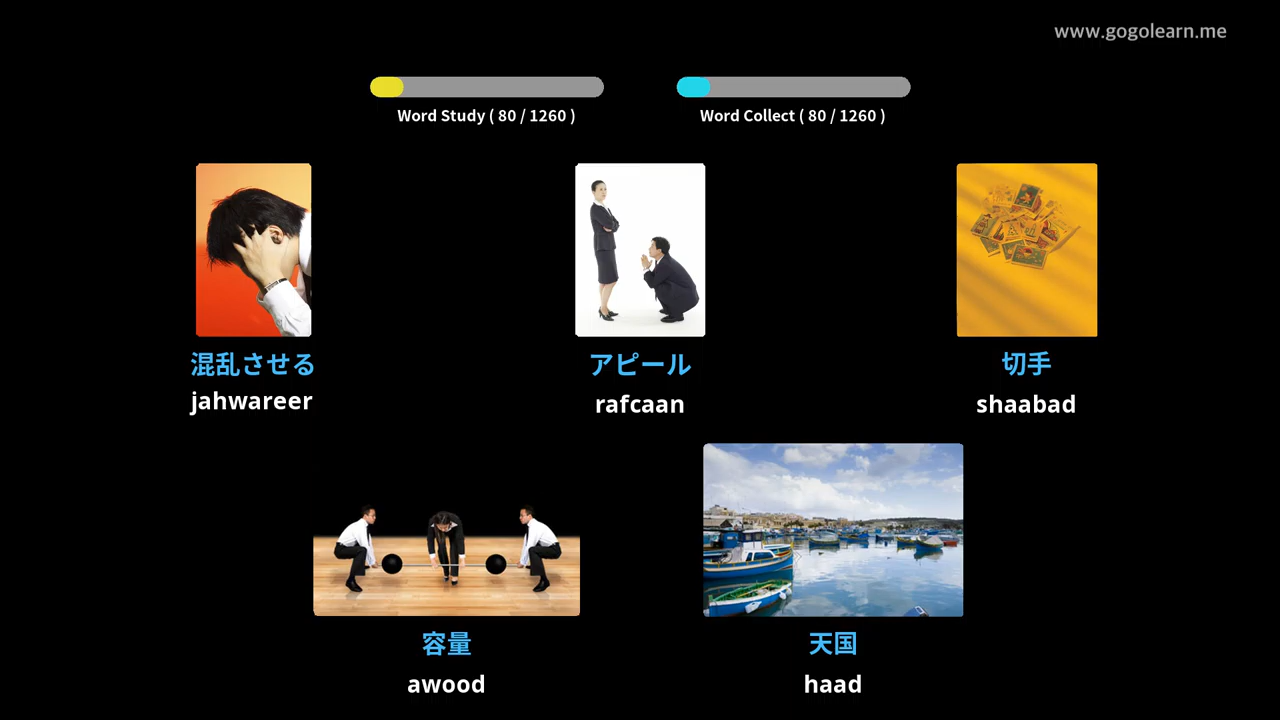 www.gogolearn.me
Word Study ( 80 / 1260 )
Word Collect ( 80 / 1260 )
混乱させる
jahwareer
アピール
rafcaan
切手
shaabad
容量
awood
天国
haad